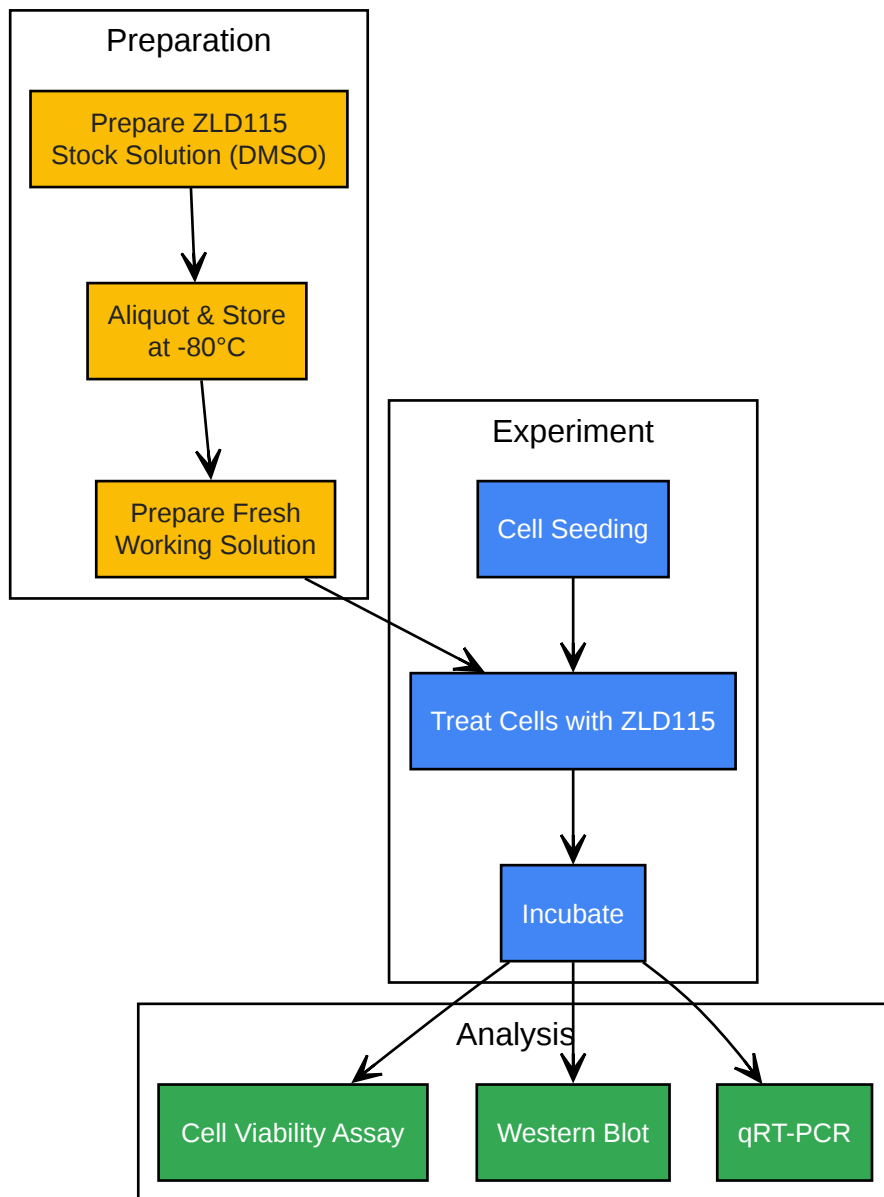 Preparation
Prepare ZLD115
Stock Solution (DMSO)
Aliquot & Store
at -80°C
Prepare Fresh
Working Solution
Experiment
Cell Seeding
Treat Cells with ZLD115
Incubate
Analysis
Cell Viability Assay
Western Blot
qRT-PCR